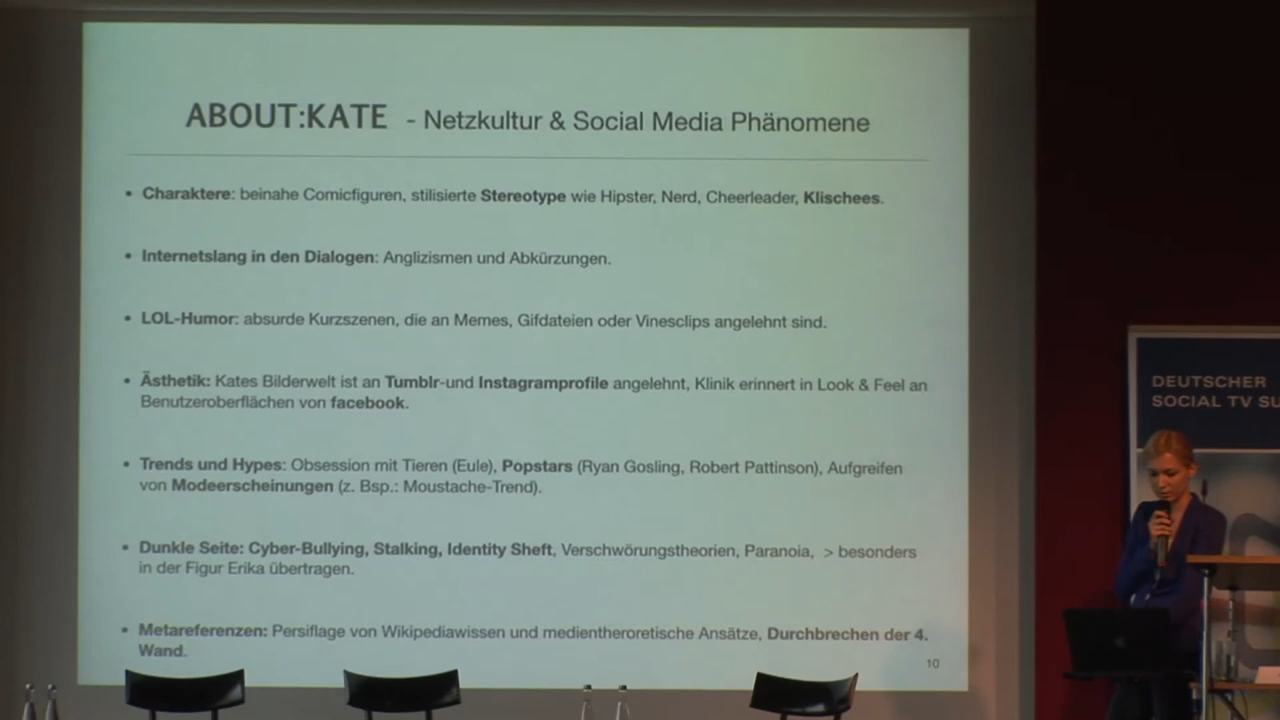 ABOUT:KATE - Netzkultur & Social Media Phänomene
• Charaktere: beinahe Comicfiguren, stilisierte Stereotype wie Hipster, Nerd, Cheerleader, Klischees.
• Internetslang in den Dialogen: Anglizismen und Abkürzungen.
• LOL-Humor: absurde Kurzszenen, die an Memes, Gifdateien oder Vinesclips angelehnt sind.
• Ästhetik: Kates Bilderwelt ist an Tumblr-und Instagramprofile angelehnt, Klinik erinnert in Look & Feel an
Benutzeroberflächen von facebook.
• Trends und Hypes: Obsession mit Tieren (Eule), Popstars (Ryan Gosling, Robert Pattinson), Aufgreifen
von Modeerscheinungen (z. Bsp.: Moustache-Trend).
• Dunkle Seite: Cyber-Bullying, Stalking, Identity Sheft, Verschwörungstheorien, Paranoia, > besonders
in der Figur Erika übertragen.
• Metareferenzen: Persiflage von Wikipediawissen und medientheroretische Ansätze, Durchbrechen der 4.
Wand.
10
DEUTSCHER
SOCIAL TV SU